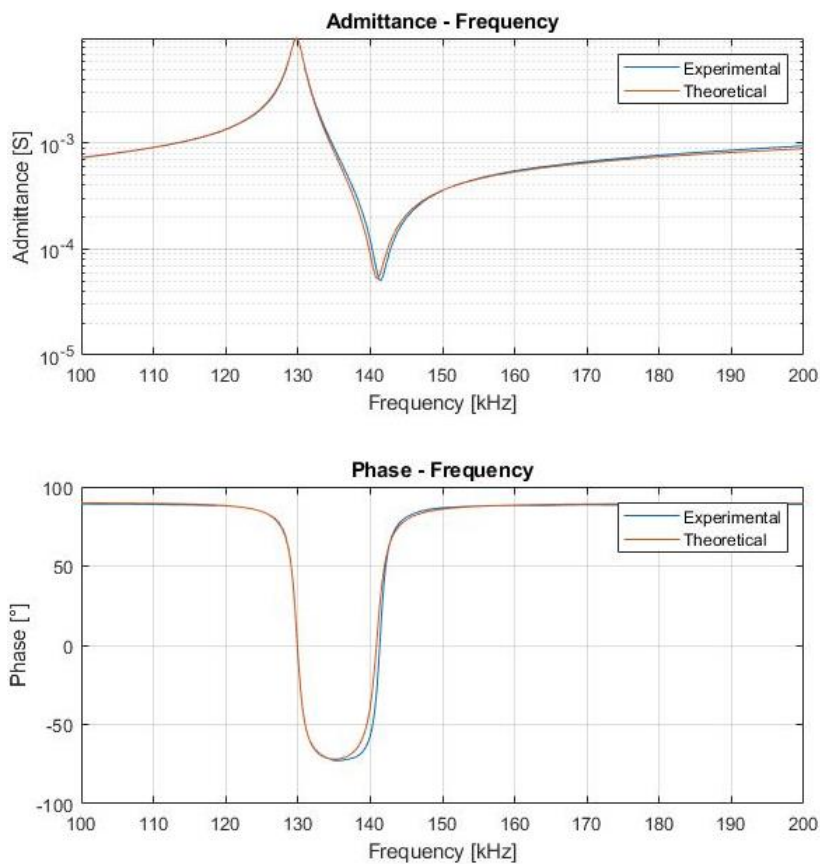 Admittance - Frequency
Experimental
Theoretical
Admittance [S]
10-3
10-4
10-5
100 110 120 130 140 150 160 170 180 190 200
Frequency [kHz]
Phase - Frequency
Experimental
Theoretical
Phase [°]
100
50
0
-50
-100
100 110 120 130 140 150 160 170 180 190 200
Frequency [kHz]